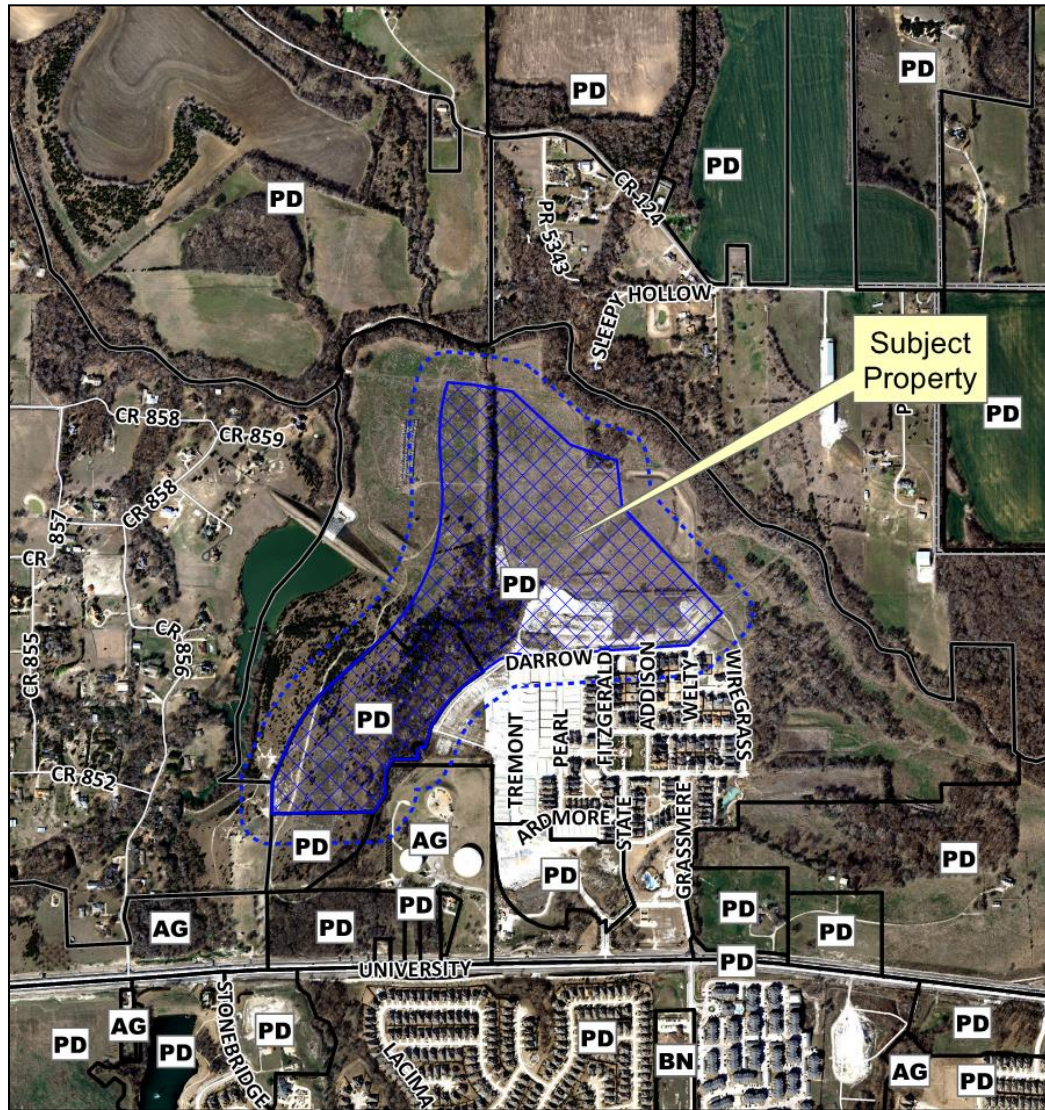 PD
PD
PD
PD
CR 124
PR 5343
HOLLOW
SLEEPY
Subject
Property
P
PD
CR 858
CR 859
CR 858
857
CR
CR 855
CR 856
CR 852
PD
PD
DARROW
TREMONT
PEARL
FITZGERALD
ADDISON
WELTY
WIREGRASS
ARDMORE
STATE
GRASSMERE
PD
AG
PD
PD
AG
PD
PD
PD
PD
PD
UNIVERSITY
STONEBRIDGE
LACIMA
PD
AG
PD
PD
PD
BN
PD
AG
PD